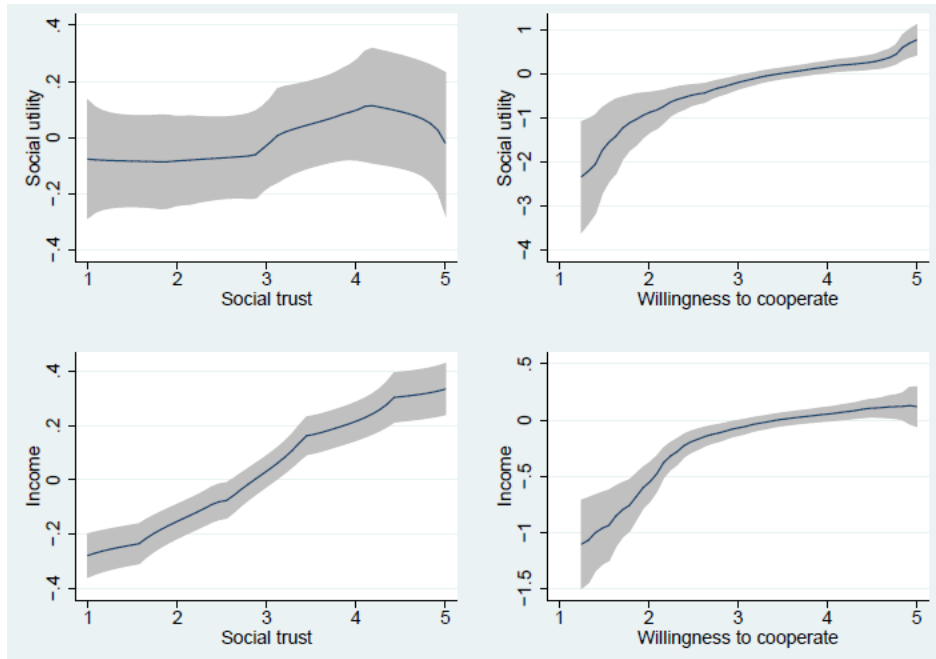 Social utility
.4
.2
0
-.2
-.4
1 2 3 4 5
Social trust
Social utility
1
0
-1
-2
-3
-4
1 2 3 4 5
Willingness to cooperate
Income
.4
.2
0
-.2
-.4
1 2 3 4 5
Social trust
Income
.5
0
-.5
-1
-1.5
1 2 3 4 5
Willingness to cooperate